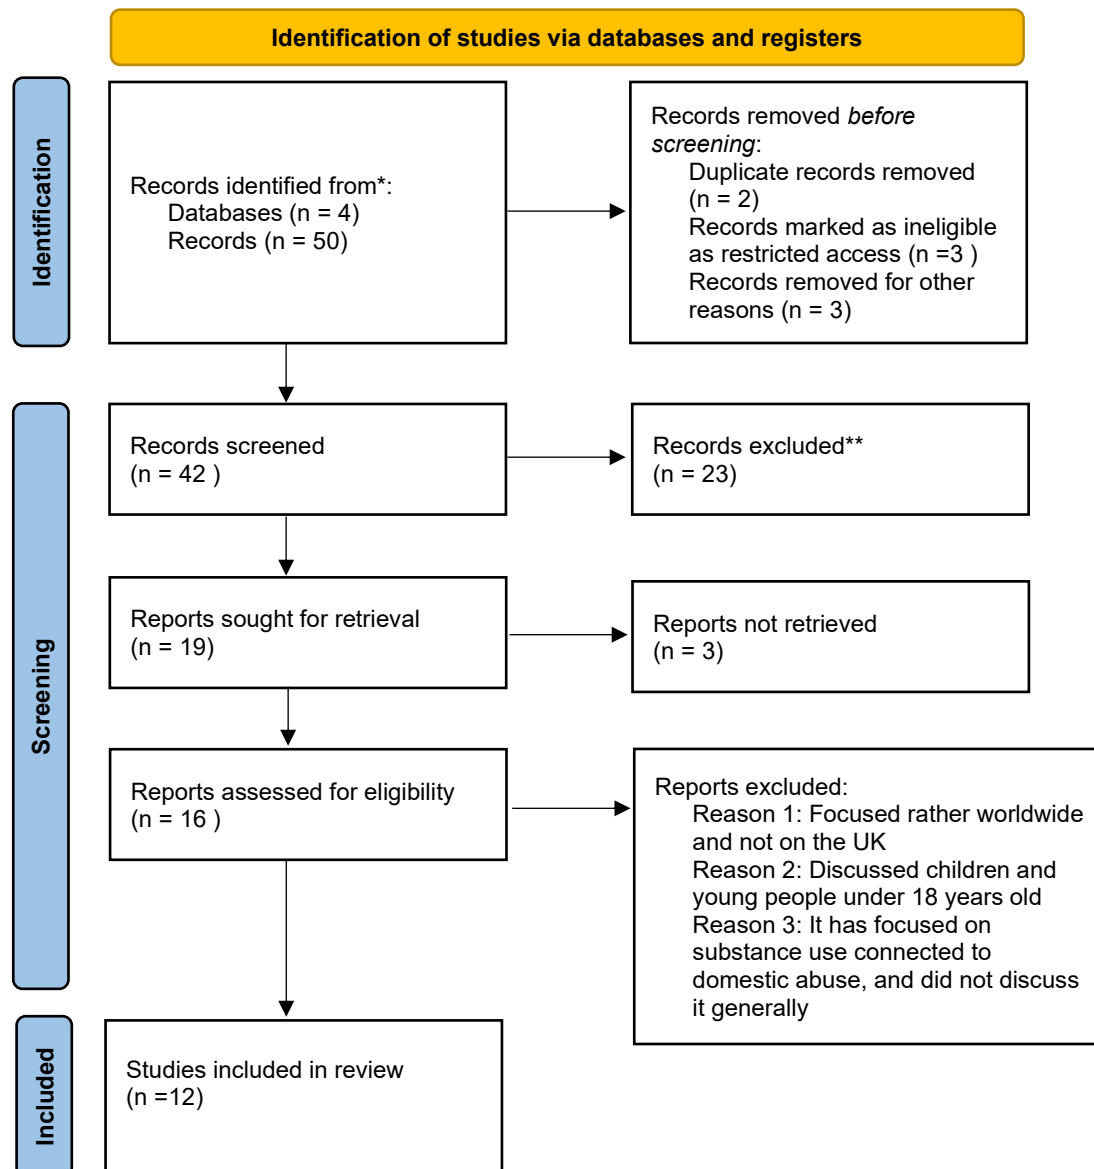 Identification of studies via databases and registers
Identification
Records identified from*:
Databases (n = 4)
Records (n = 50)
Records removed before
screening:
Duplicate records removed
(n = 2)
Records marked as ineligible
as restricted access (n =3 )
Records removed for other
reasons (n = 3)
Screening
Records screened
(n = 42 )
Records excluded**
(n = 23)
Reports sought for retrieval
(n = 19)
Reports not retrieved
(n = 3)
Reports assessed for eligibility
(n = 16 )
Reports excluded:
Reason 1: Focused rather worldwide
and not on the UK
Reason 2: Discussed children and
young people under 18 years old
Reason 3: It has focused on
substance use connected to
domestic abuse, and did not discuss
it generally
Included
Studies included in review
(n =12)